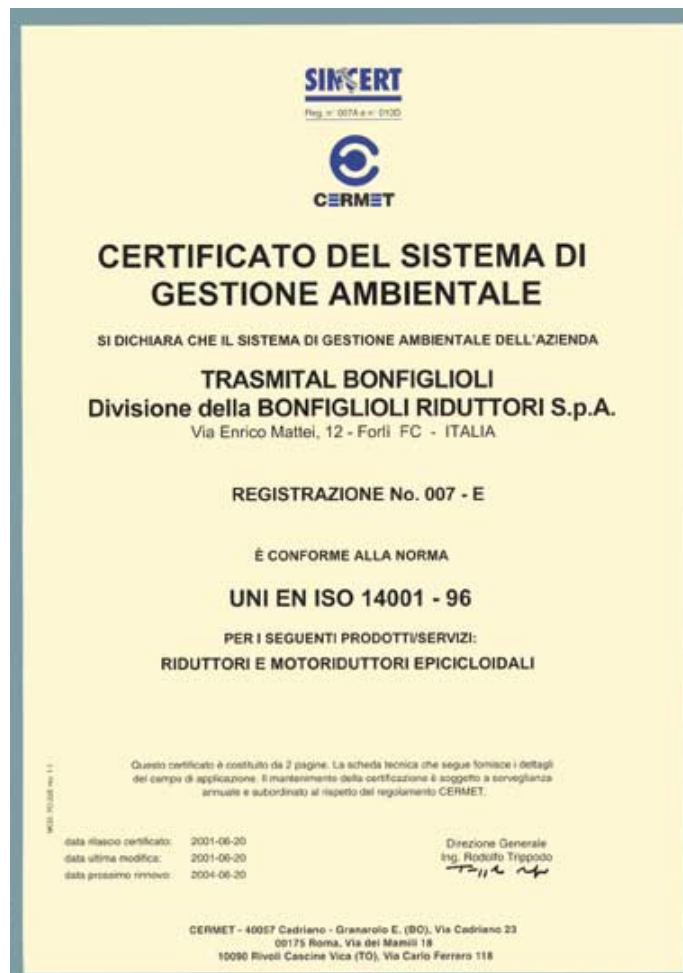 SINCERT
Reg. n° 007A e n° 010D
CERMET
CERTIFICATO DEL SISTEMA DI
GESTIONE AMBIENTALE
SI DICHIARA CHE IL SISTEMA DI GESTIONE AMBIENTALE DELL'AZIENDA
TRASMITAL BONFIGLIOLI
Divisione della BONFIGLIOLI RIDUTTORI S.p.A.
Via Enrico Mattei, 12 - Forlì FC - ITALIA
REGISTRAZIONE No. 007 - E
È CONFORME ALLA NORMA
UNI EN ISO 14001 - 96
PER I SEGUENTI PRODOTTI/SERVIZI:
RIDUTTORI E MOTORIDUTTORI EPICICLOIDALI
Questo certificato è costituito da 2 pagine. La scheda tecnica che segue fornisce i dettagli
del campo di applicazione. Il mantenimento della certificazione è soggetto a sorveglianza
annuale e subordinato al rispetto del regolamento CERMET.
data rilascio certificato: 2001-06-20
data ultima modifica: 2001-06-20
data prossimo rinnovo: 2004-06-20
Direzione Generale
Ing. Rodolfo Trippodo
CERMET - 40057 Cadriano - Granarolo E. (BO), Via Cadriano 23
00175 Roma, Via dei Mamili 18
10090 Rivoli Cascine Vica (TO), Via Carlo Ferrero 118